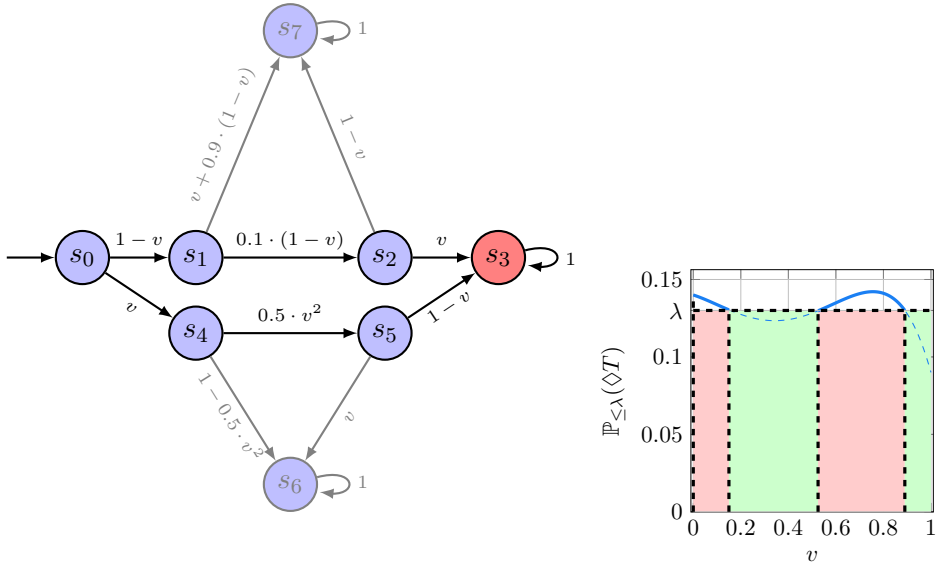 s₇
1
v + 0.9 · (1 − v)
1 − v
s₀
1 − v
s₁
0.1 · (1 − v)
s₂
v
s₃
1
v
s₄
0.5 · v²
s₅
1 − v
1 − 0.5 · v²
v
s₆
1
0.15
λ
0.1
0.05
0
ℙ≤λ(◇T)
0 0.2 0.4 0.6 0.8 1
v